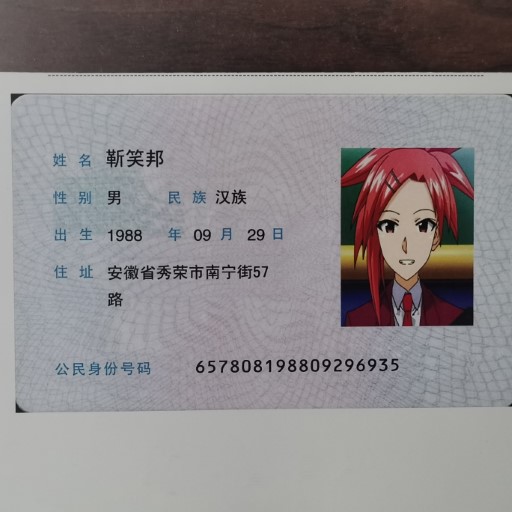 姓名 靳笑邦
性别 男 民族 汉族
出生 1988 年 09 月 29 日
住址 安徽省秀荣市南宁街57
路
公民身份号码 657808198809296935